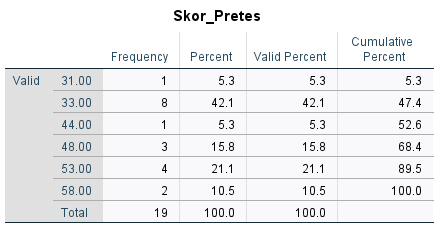 Skor_Pretes
Frequency Percent Valid Percent Cumulative Percent
Valid 31.00 1 5.3 5.3 5.3
33.00 8 42.1 42.1 47.4
44.00 1 5.3 5.3 52.6
48.00 3 15.8 15.8 68.4
53.00 4 21.1 21.1 89.5
58.00 2 10.5 10.5 100.0
Total 19 100.0 100.0